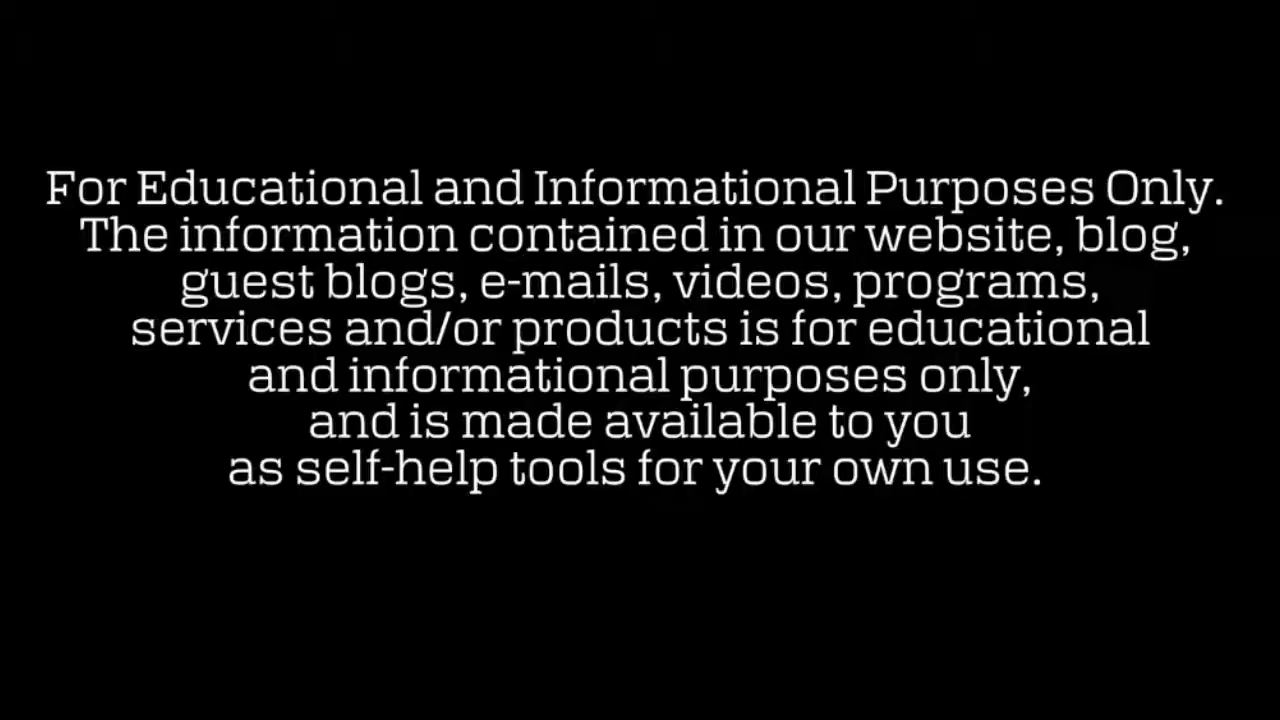 For Educational and Informational Purposes Only.
The information contained in our website, blog,
guest blogs, e-mails, videos, programs,
services and/or products is for educational
and informational purposes only,
and is made available to you
as self-help tools for your own use.